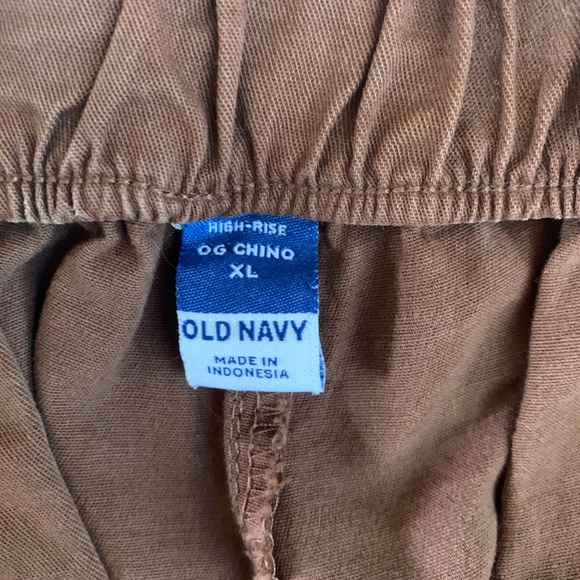 HIGH-RISE
OG CHINO
XL
OLD NAVY
MADE IN
INDONESIA